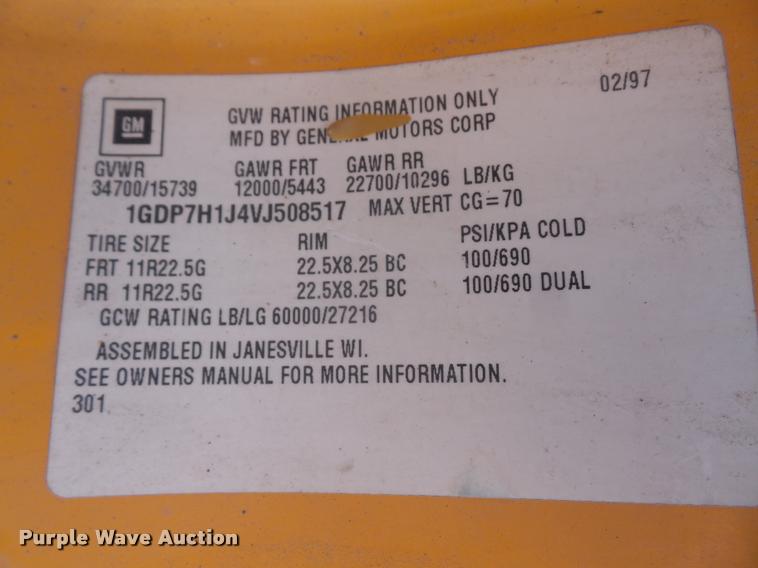 02/97
GM
GVW RATING INFORMATION ONLY
MFD BY GENERAL MOTORS CORP
GVWR GAWR FRT GAWR RR
34700/15739 12000/5443 22700/10296 LB/KG
1GDP7H1J4VJ508517 MAX VERT CG=70
TIRE SIZE RIM PSI/KPA COLD
FRT 11R22.5G 22.5X8.25 BC 100/690
RR 11R22.5G 22.5X8.25 BC 100/690 DUAL
GCW RATING LB/LG 60000/27216
ASSEMBLED IN JANESVILLE WI.
SEE OWNERS MANUAL FOR MORE INFORMATION.
301
Purple Wave Auction